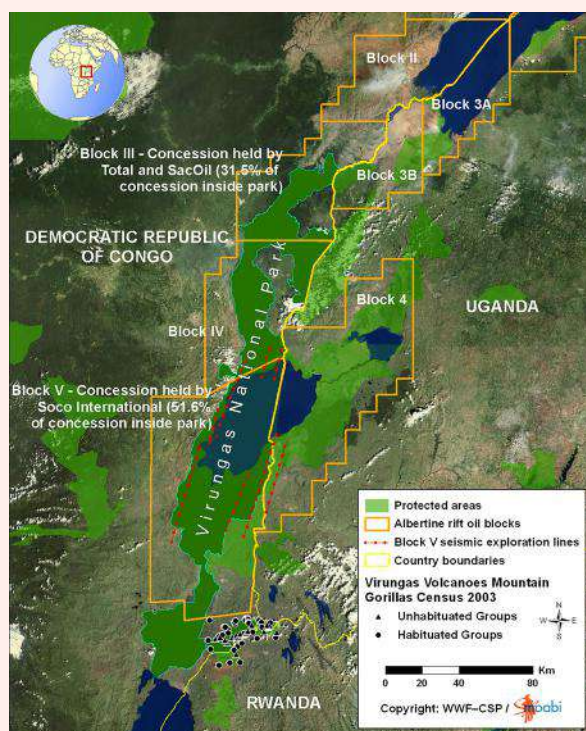 Block II
Block 3A
Block III - Concession held by
Total and SacOil (31.5% of
concession inside park)
Block 3B
DEMOCRATIC REPUBLIC
OF CONGO
Block 4
UGANDA
Block IV
Virungas National Park
Block V - Concession held by
Soco International (51.6%
of concession inside park)
Protected areas
Albertine rift oil blocks
Block V seismic exploration lines
Country boundaries
Virungas Volcanoes Mountain
Gorillas Census 2003
Unhabituated Groups
Habituated Groups
N
W E
S
Km
0 20 40 80
RWANDA
Copyright: WWF–CSP / moabi